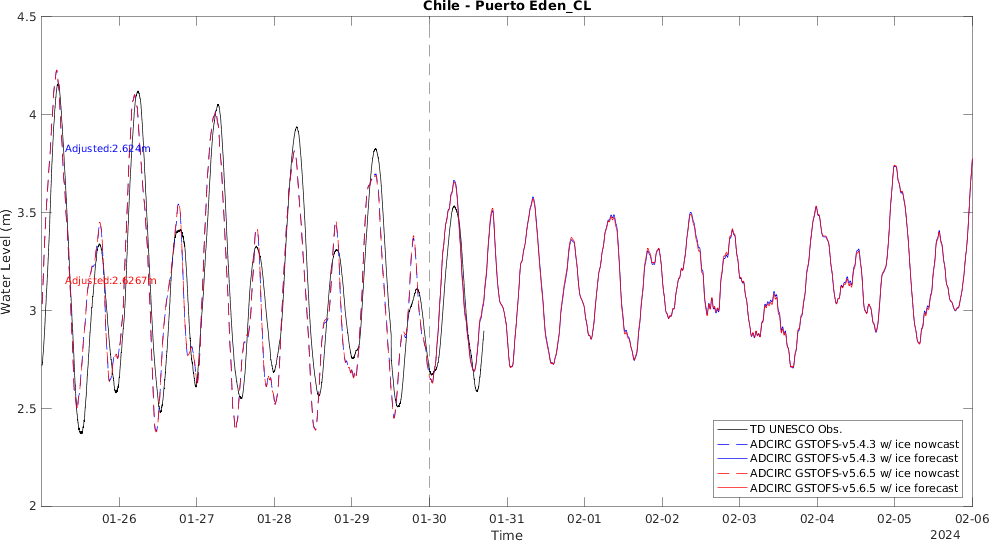 Chile - Puerto Eden_CL
4.5
4
3.5
3
2.5
2
Water Level (m)
Adjusted:2.624m
Adjusted:2.6267m
TD UNESCO Obs.
ADCIRC GSTOFS-v5.4.3 w/ ice nowcast
ADCIRC GSTOFS-v5.4.3 w/ ice forecast
ADCIRC GSTOFS-v5.6.5 w/ ice nowcast
ADCIRC GSTOFS-v5.6.5 w/ ice forecast
01-26 01-27 01-28 01-29 01-30 01-31 02-01 02-02 02-03 02-04 02-05 02-06
Time
2024